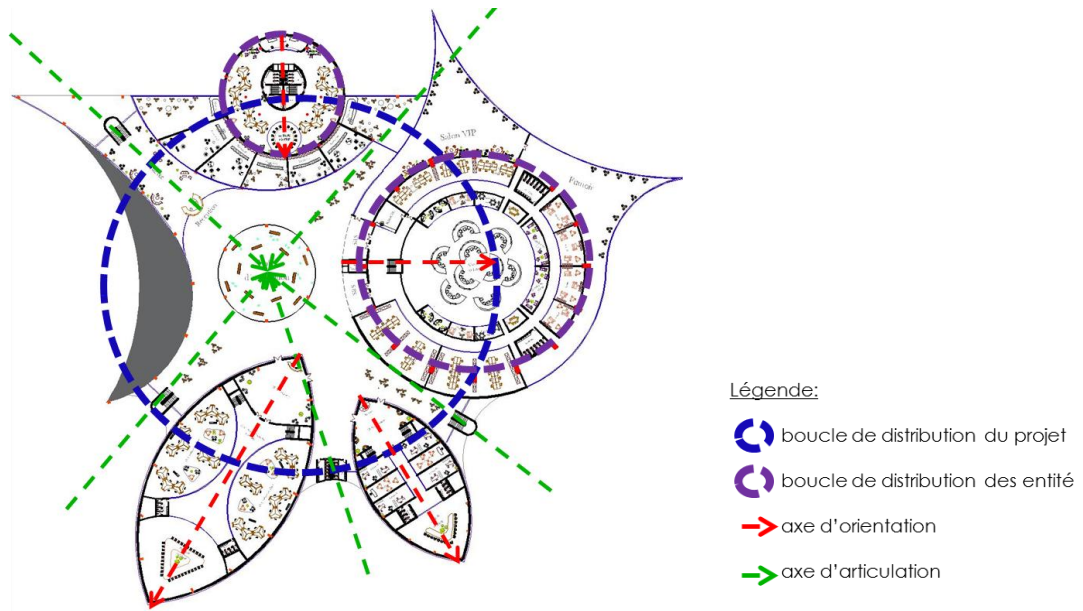 Salon VIP
Réception
Légende:
boucle de distribution du projet
boucle de distribution des entité
axe d'orientation
axe d'articulation